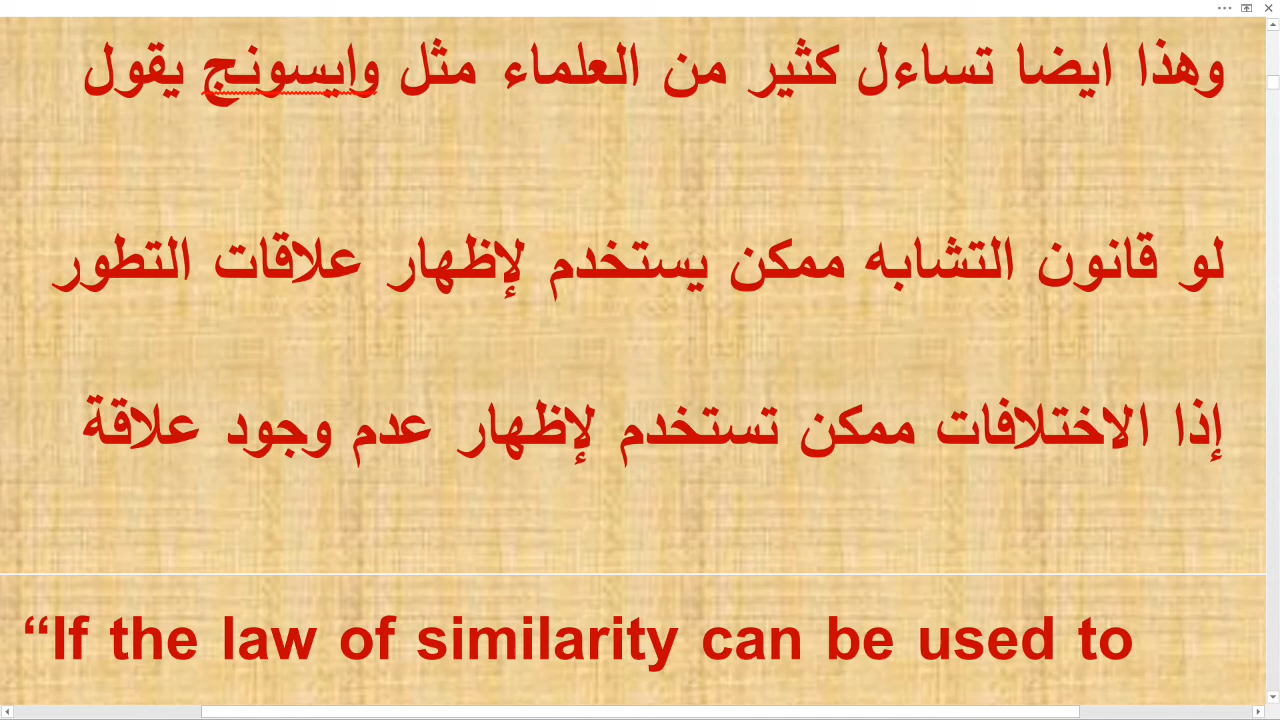 وهذا ايضا تساءل كثير من العلماء مثل وايسونج يقول
لو قانون التشابه ممكن يستخدم لإظهار علاقات التطور
إذا الاختلافات ممكن تستخدم لإظهار عدم وجود علاقة
“If the law of similarity can be used to